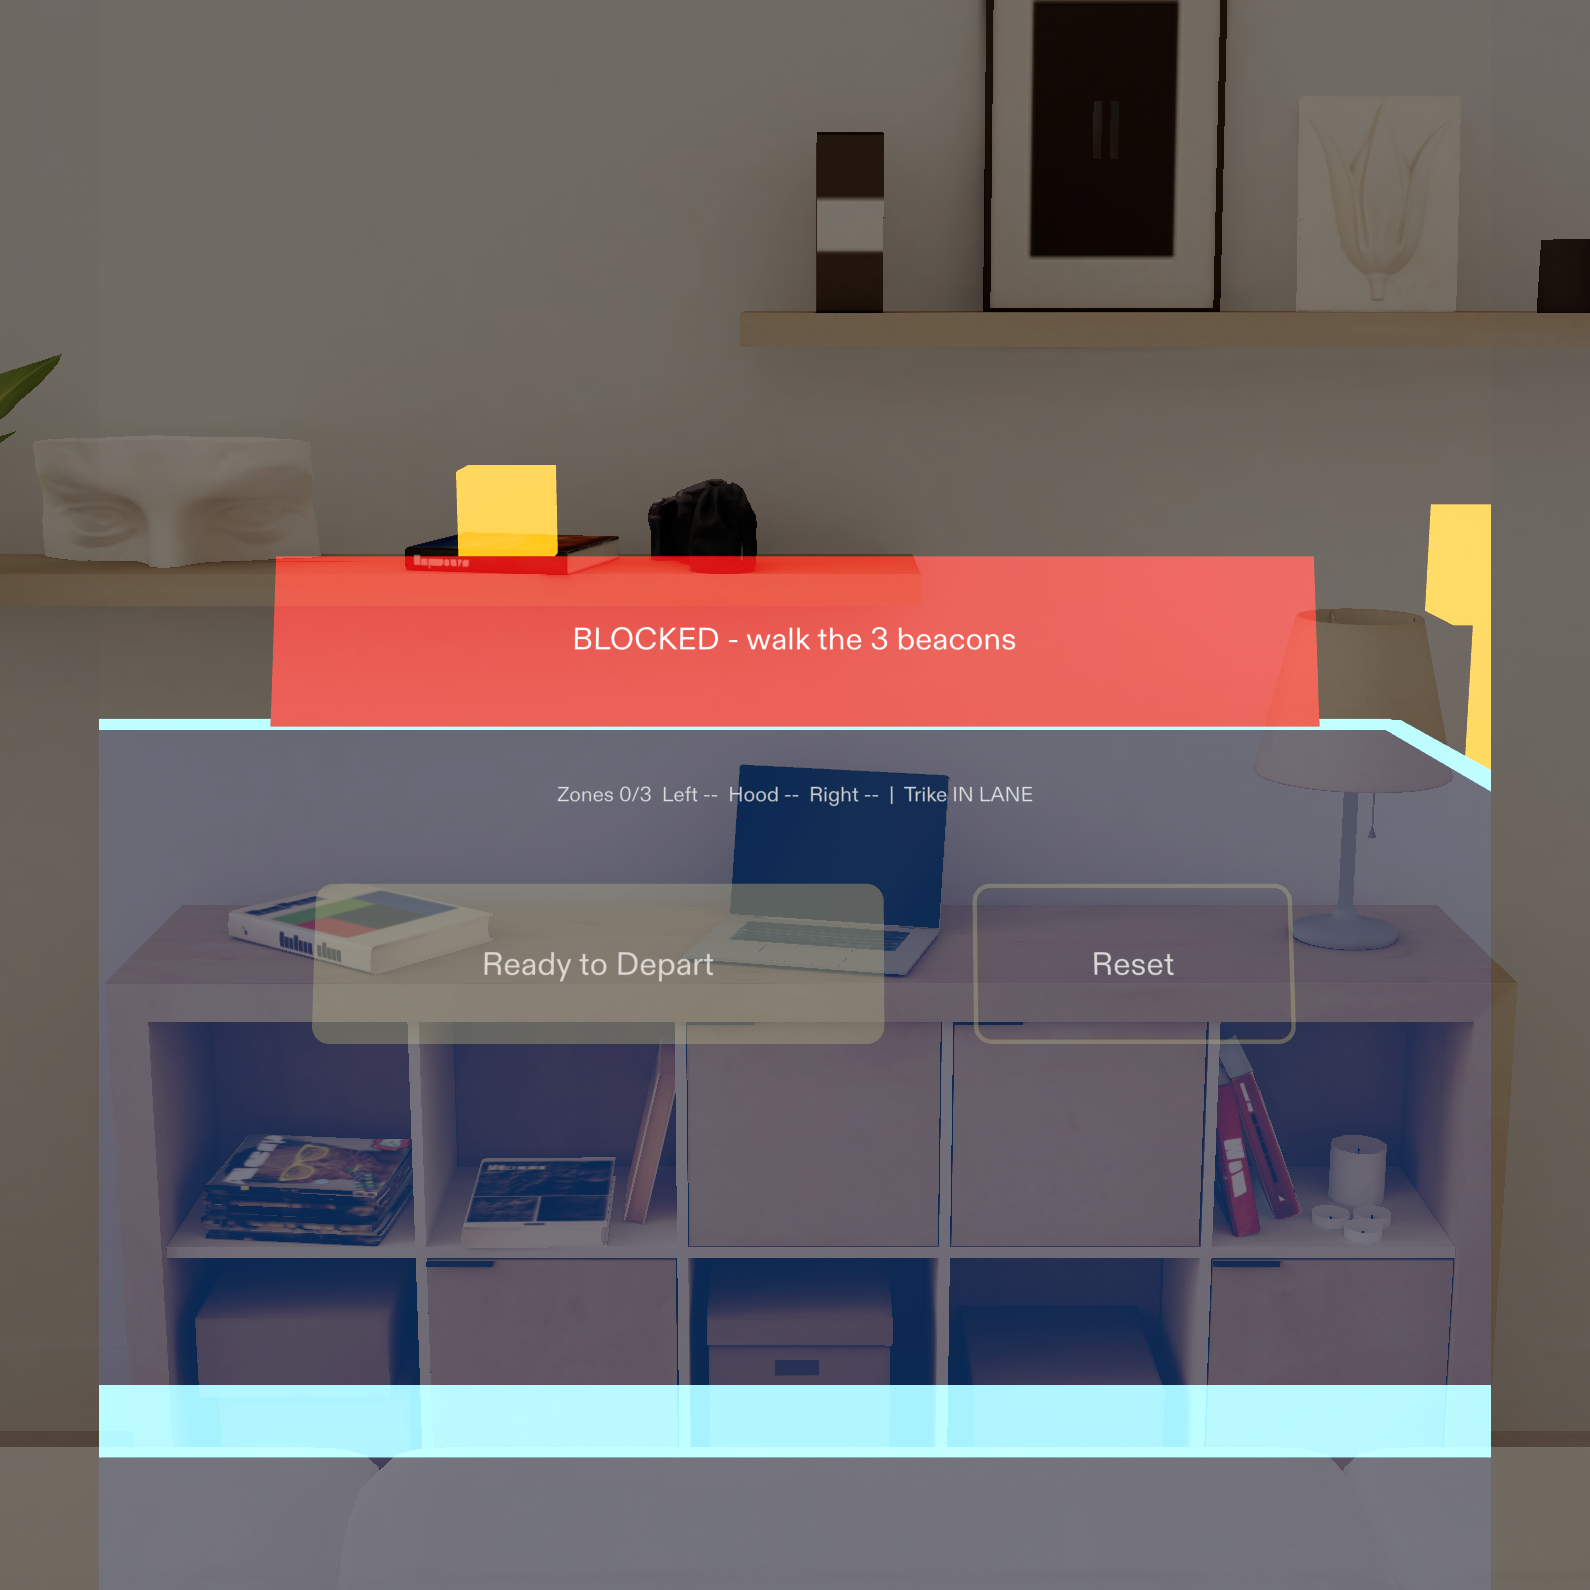 BLOCKED - walk the 3 beacons
Zones 0/3 Left -- Hood -- Right -- | Trike IN LANE
Ready to Depart
Reset